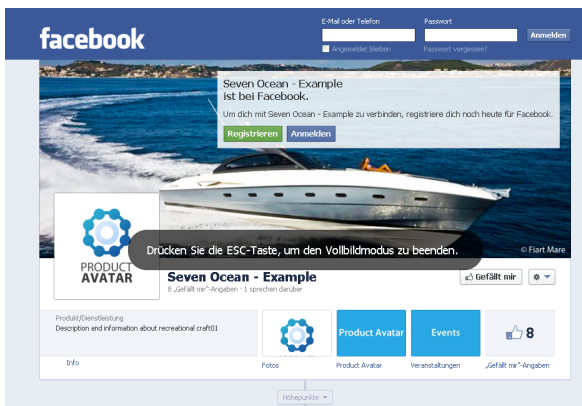 facebook
E-Mail oder Telefon
Passwort
Anmelden
Angemeldet bleiben
Passwort vergessen?
Seven Ocean - Example
ist bei Facebook.
Um dich mit Seven Ocean - Example zu verbinden, registriere dich noch heute für Facebook.
Registrieren
Anmelden
Drücken Sie die ESC-Taste, um den Vollbildmodus zu beenden.
© Fiart Mare
PRODUCT
AVATAR
Seven Ocean - Example
8 „Gefällt mir“-Angaben · 1 sprechen darüber
Gefällt mir
Produkt/Dienstleistung
Description and information about recreational craft01
Product Avatar
Events
8
Info
Fotos
Product Avatar
Veranstaltungen
„Gefällt mir“-Angaben
Höhepunkte